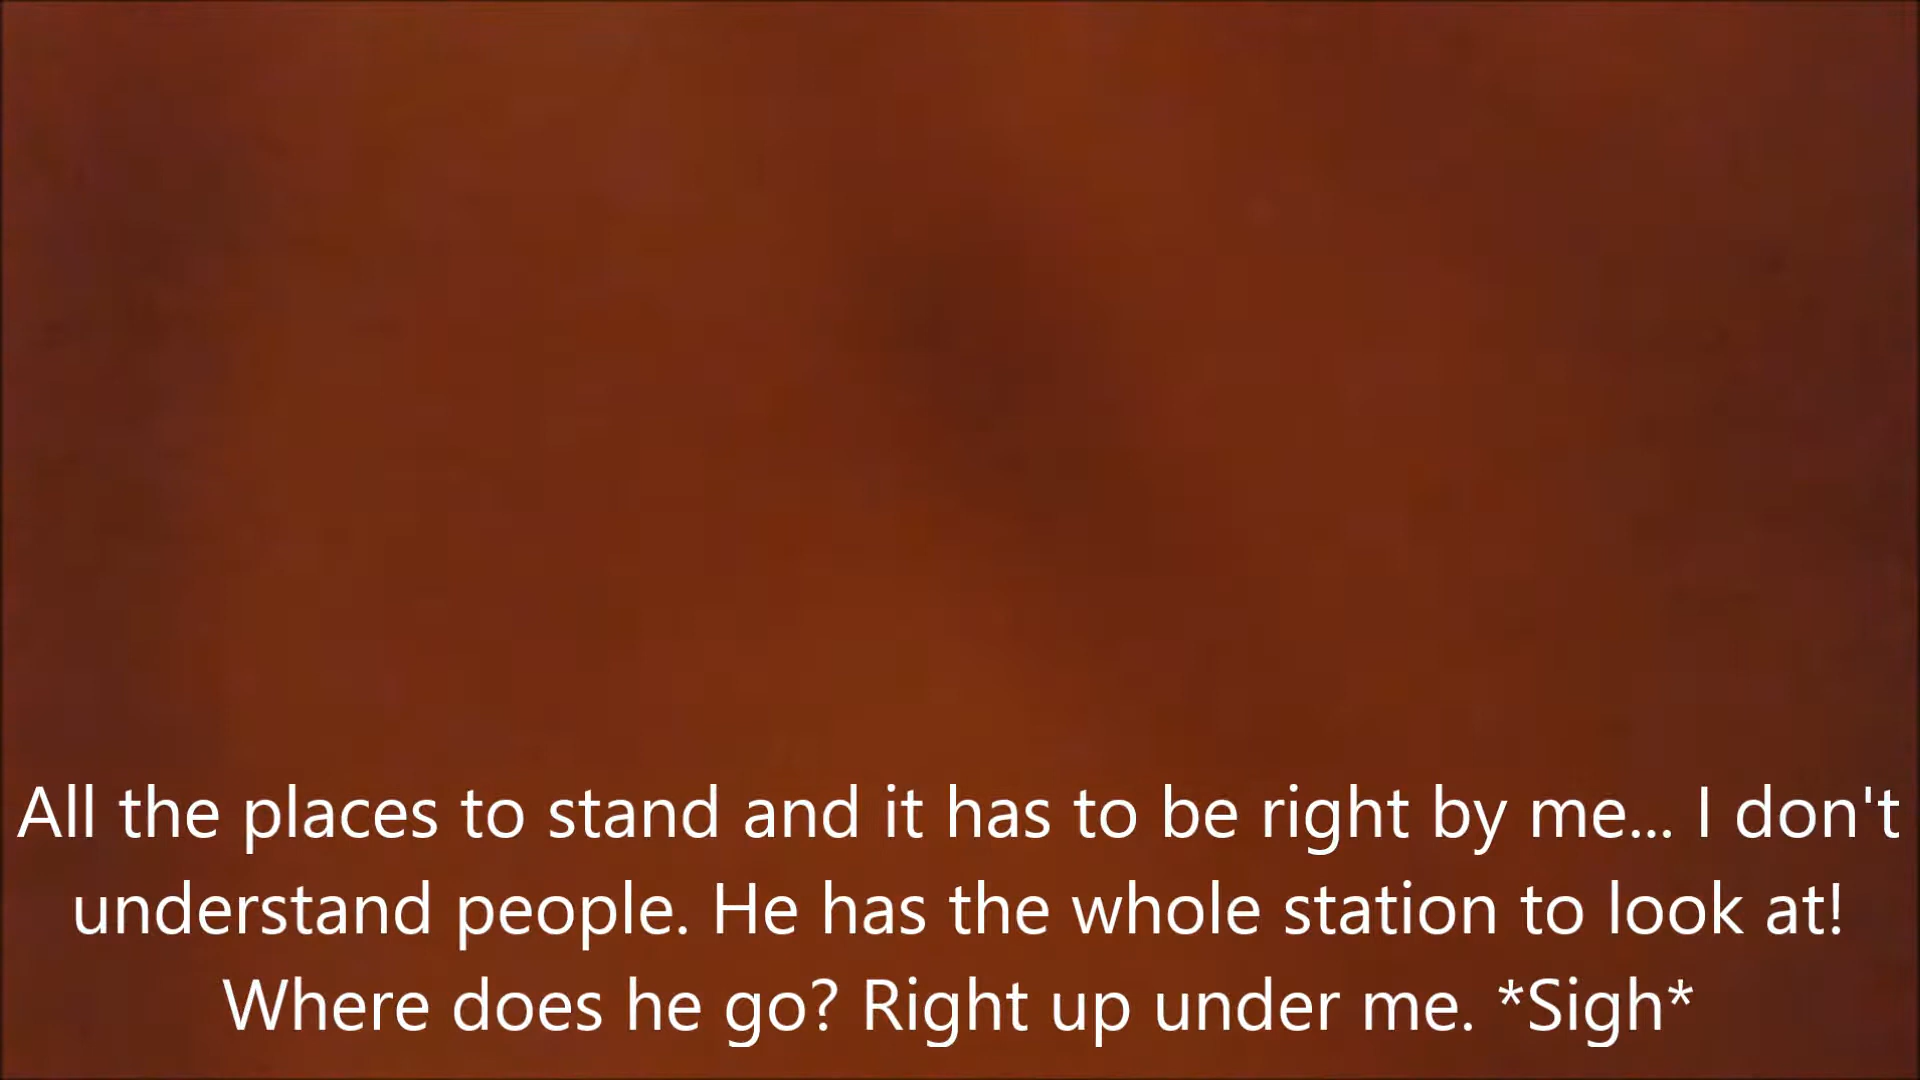 All the places to stand and it has to be right by me... I don't
understand people. He has the whole station to look at!
Where does he go? Right up under me. *Sigh*